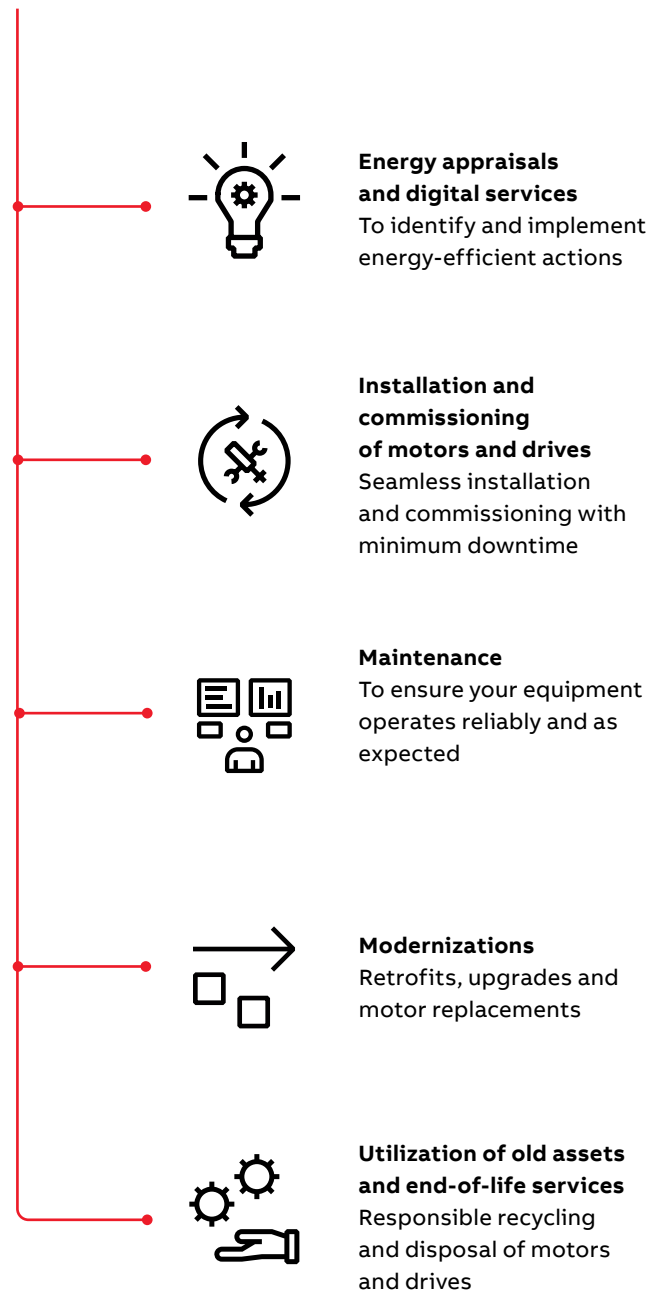 Energy appraisals
and digital services
To identify and implement
energy-efficient actions
Installation and
commissioning
of motors and drives
Seamless installation
and commissioning with
minimum downtime
Maintenance
To ensure your equipment
operates reliably and as
expected
Modernizations
Retrofits, upgrades and
motor replacements
Utilization of old assets
and end-of-life services
Responsible recycling
and disposal of motors
and drives